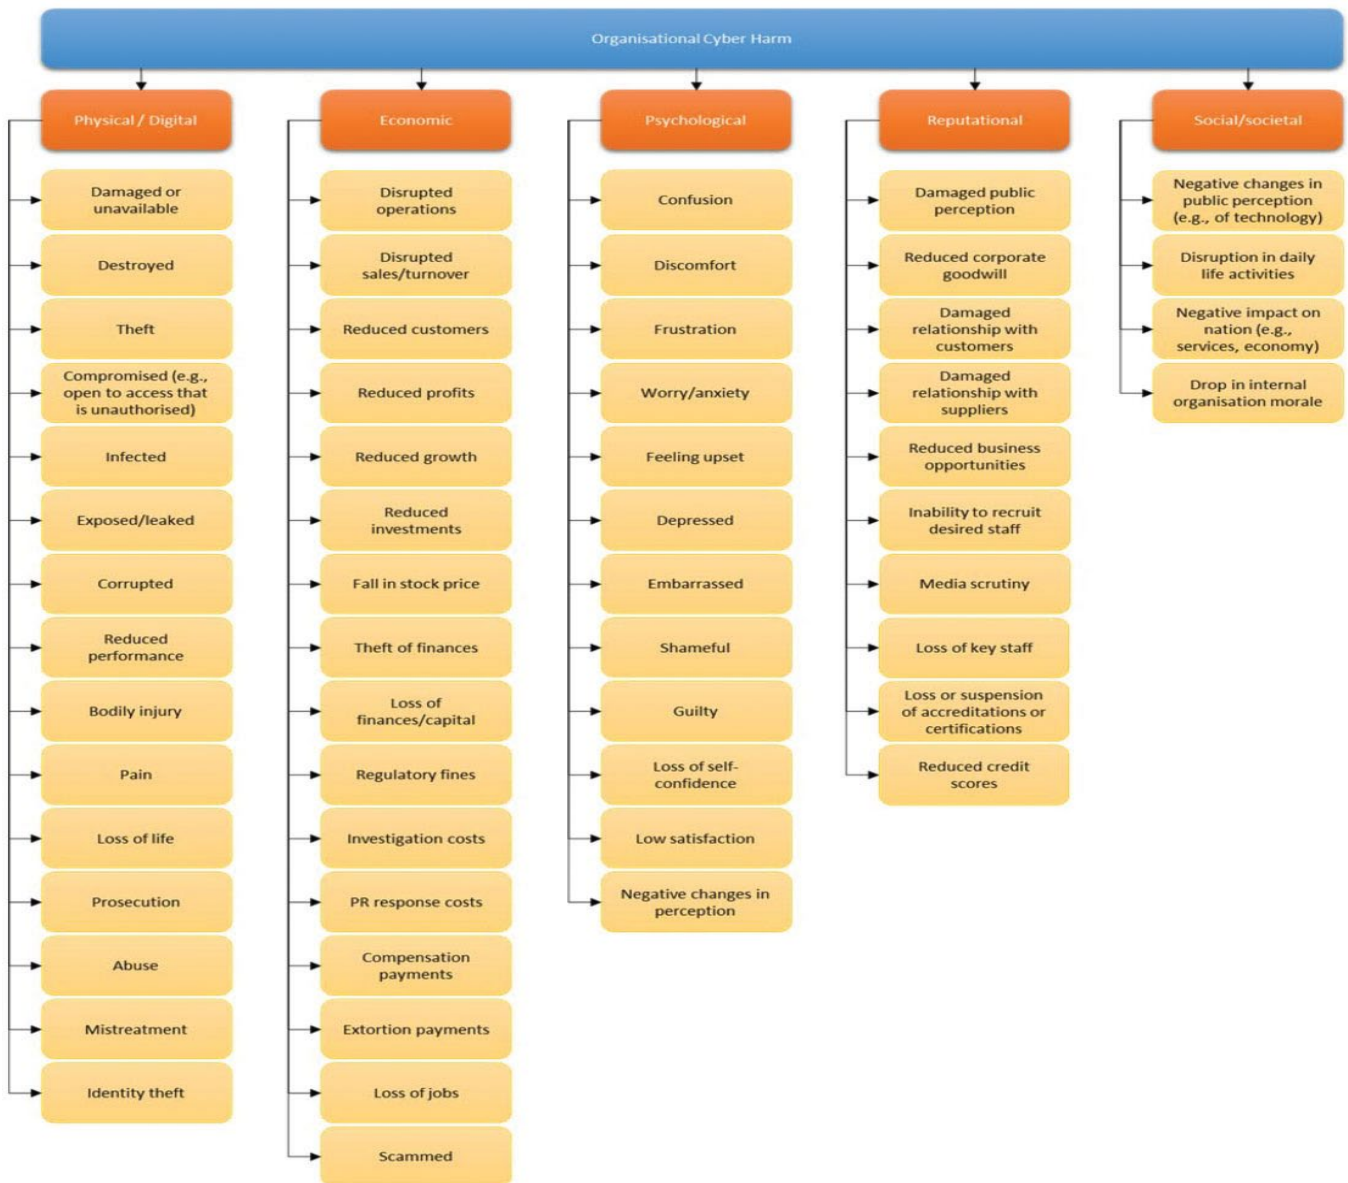 Organisational Cyber Harm
Physical / Digital
Damaged or
unavailable
Destroyed
Theft
Compromised (e.g.,
open to access that
is unauthorised)
Infected
Exposed/leaked
Corrupted
Reduced
performance
Bodily injury
Pain
Loss of life
Prosecution
Abuse
Mistreatment
Identity theft
Economic
Disrupted
operations
Disrupted
sales/turnover
Reduced customers
Reduced profits
Reduced growth
Reduced
investments
Fall in stock price
Theft of finances
Loss of
finances/capital
Regulatory fines
Investigation costs
PR response costs
Compensation
payments
Extortion payments
Loss of jobs
Scammed
Psychological
Confusion
Discomfort
Frustration
Worry/anxiety
Feeling upset
Depressed
Embarrassed
Shameful
Guilty
Loss of self-
confidence
Low satisfaction
Negative changes in
perception
Reputational
Damaged public
perception
Reduced corporate
goodwill
Damaged
relationship with
customers
Damaged
relationship with
suppliers
Reduced business
opportunities
Inability to recruit
desired staff
Media scrutiny
Loss of key staff
Loss or suspension
of accreditations or
certifications
Reduced credit
scores
Social/societal
Negative changes in
public perception
(e.g., of technology)
Disruption in daily
life activities
Negative impact on
nation (e.g.,
services, economy)
Drop in internal
organisation morale